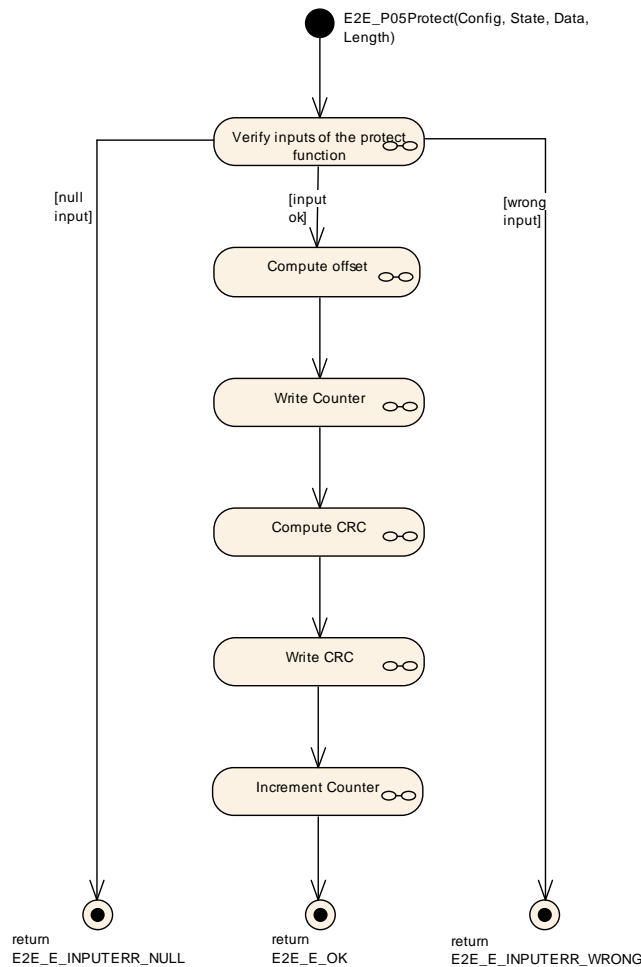 E2E_P05Protect(Config, State, Data,
Length)
Verify inputs of the protect
function
[null
input]
[input
ok]
[wrong
input]
Compute offset
Write Counter
Compute CRC
Write CRC
Increment Counter
return
E2E_E_INPUTERR_NULL
return
E2E_E_OK
return
E2E_E_INPUTERR_WRONG